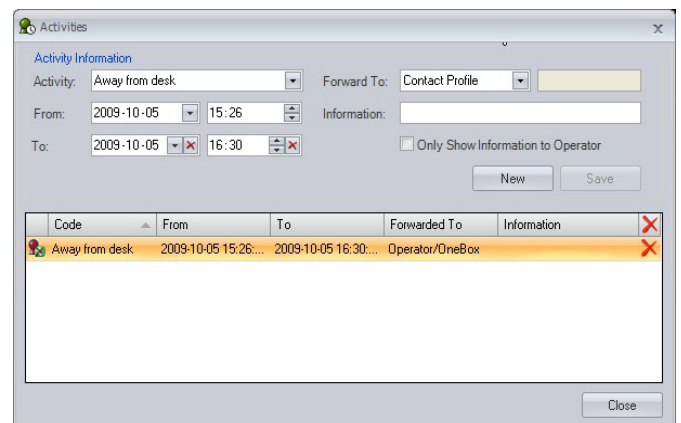 Activities
Activity Information
Activity: Away from desk Forward To: Contact Profile
From: 2009-10-05 15:26 Information:
To: 2009-10-05 16:30 Only Show Information to Operator
New Save
Code From To Forwarded To Information
Away from desk 2009-10-05 15:26:... 2009-10-05 16:30:... Operator/OneBox
Close